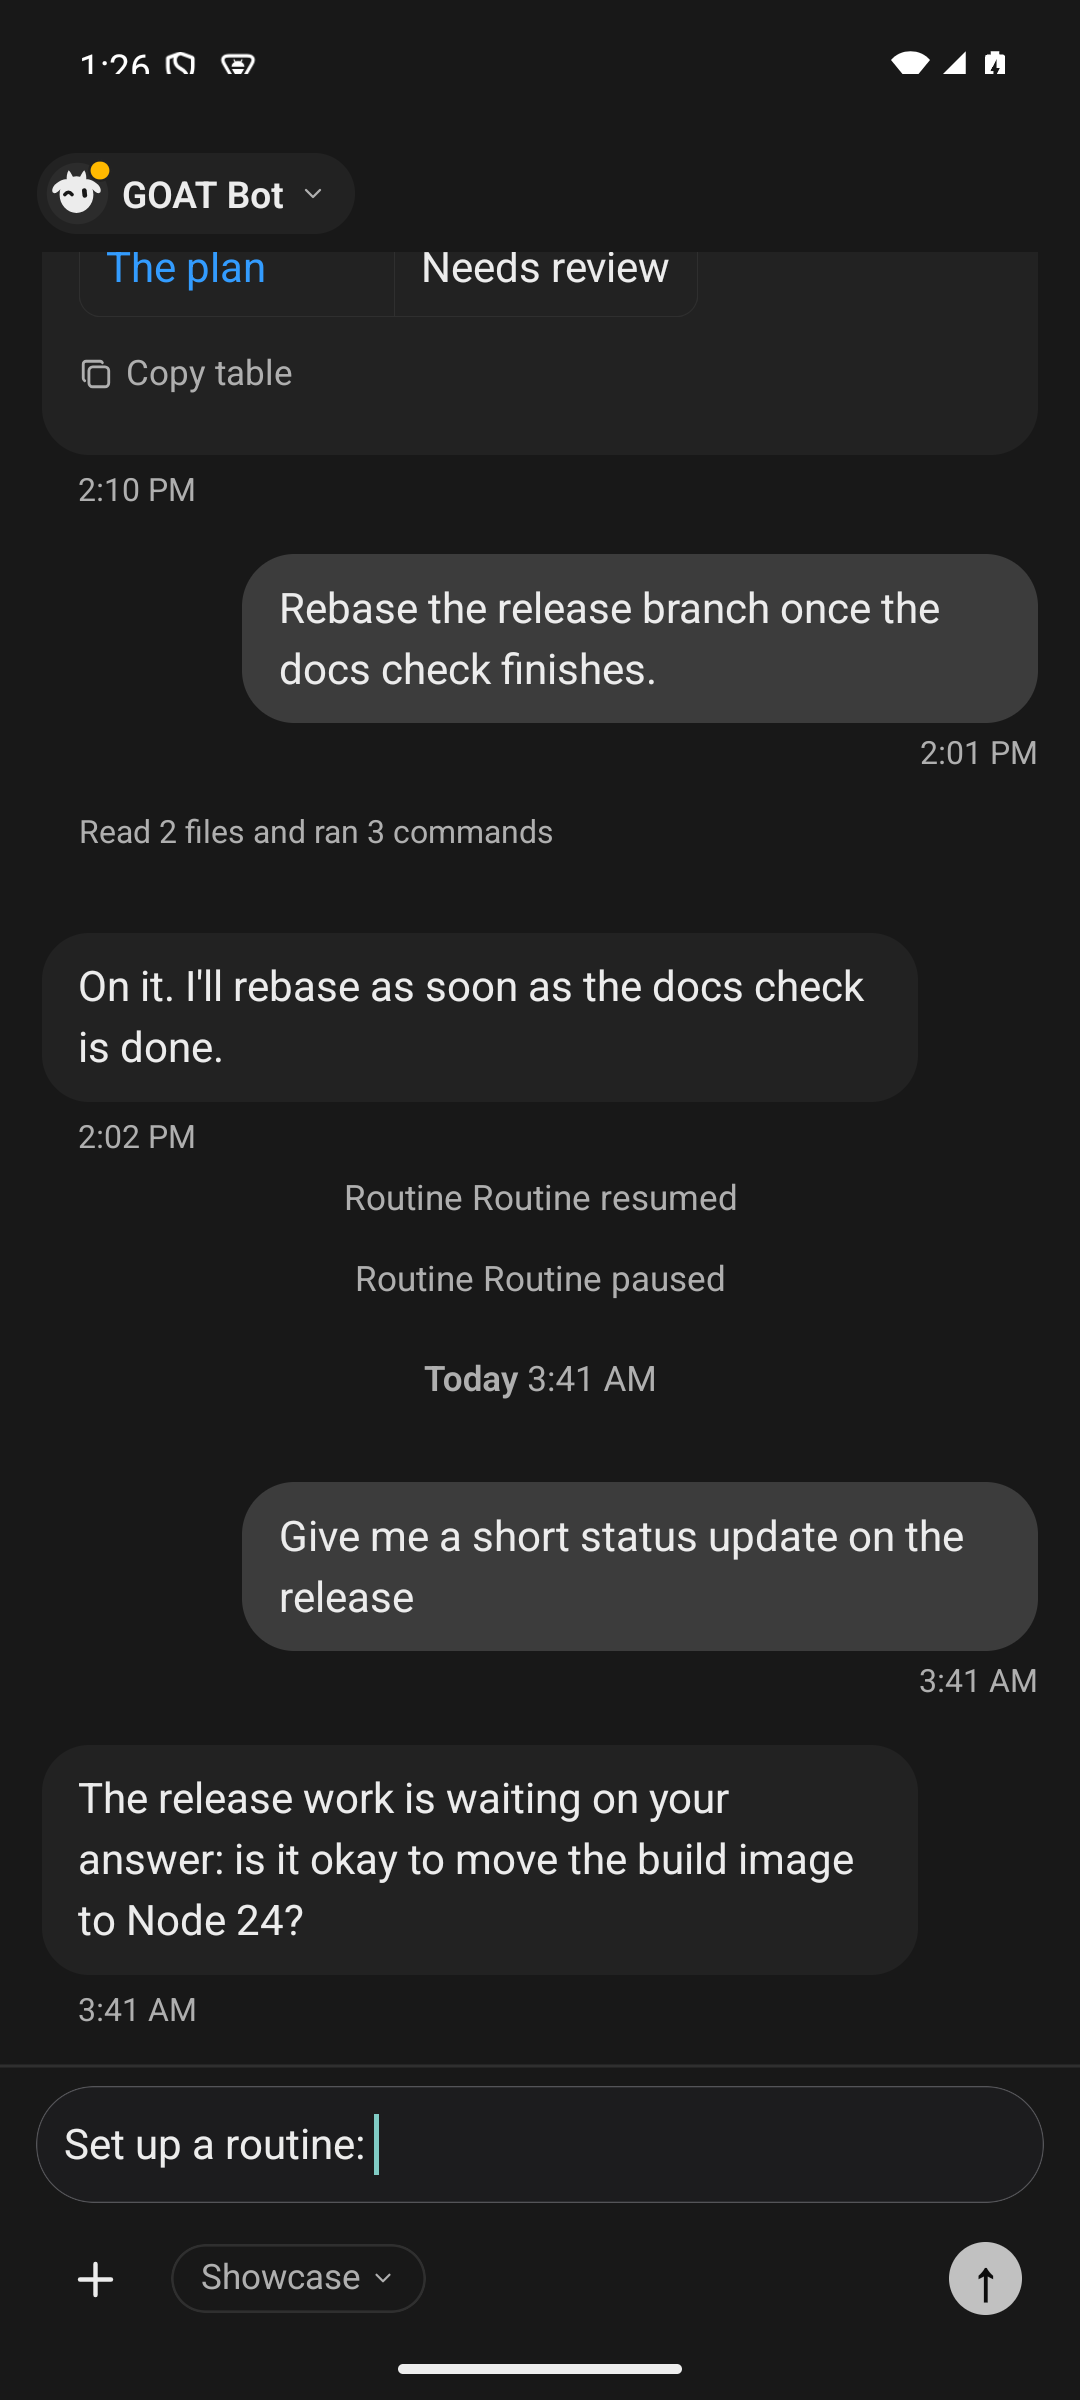 1:26
GOAT Bot
The plan
Needs review
Copy table
2:10 PM
Rebase the release branch once the
docs check finishes.
2:01 PM
Read 2 files and ran 3 commands
On it. I'll rebase as soon as the docs check
is done.
2:02 PM
Routine Routine resumed
Routine Routine paused
Today 3:41 AM
Give me a short status update on the
release
3:41 AM
The release work is waiting on your
answer: is it okay to move the build image
to Node 24?
3:41 AM
Set up a routine:
Showcase